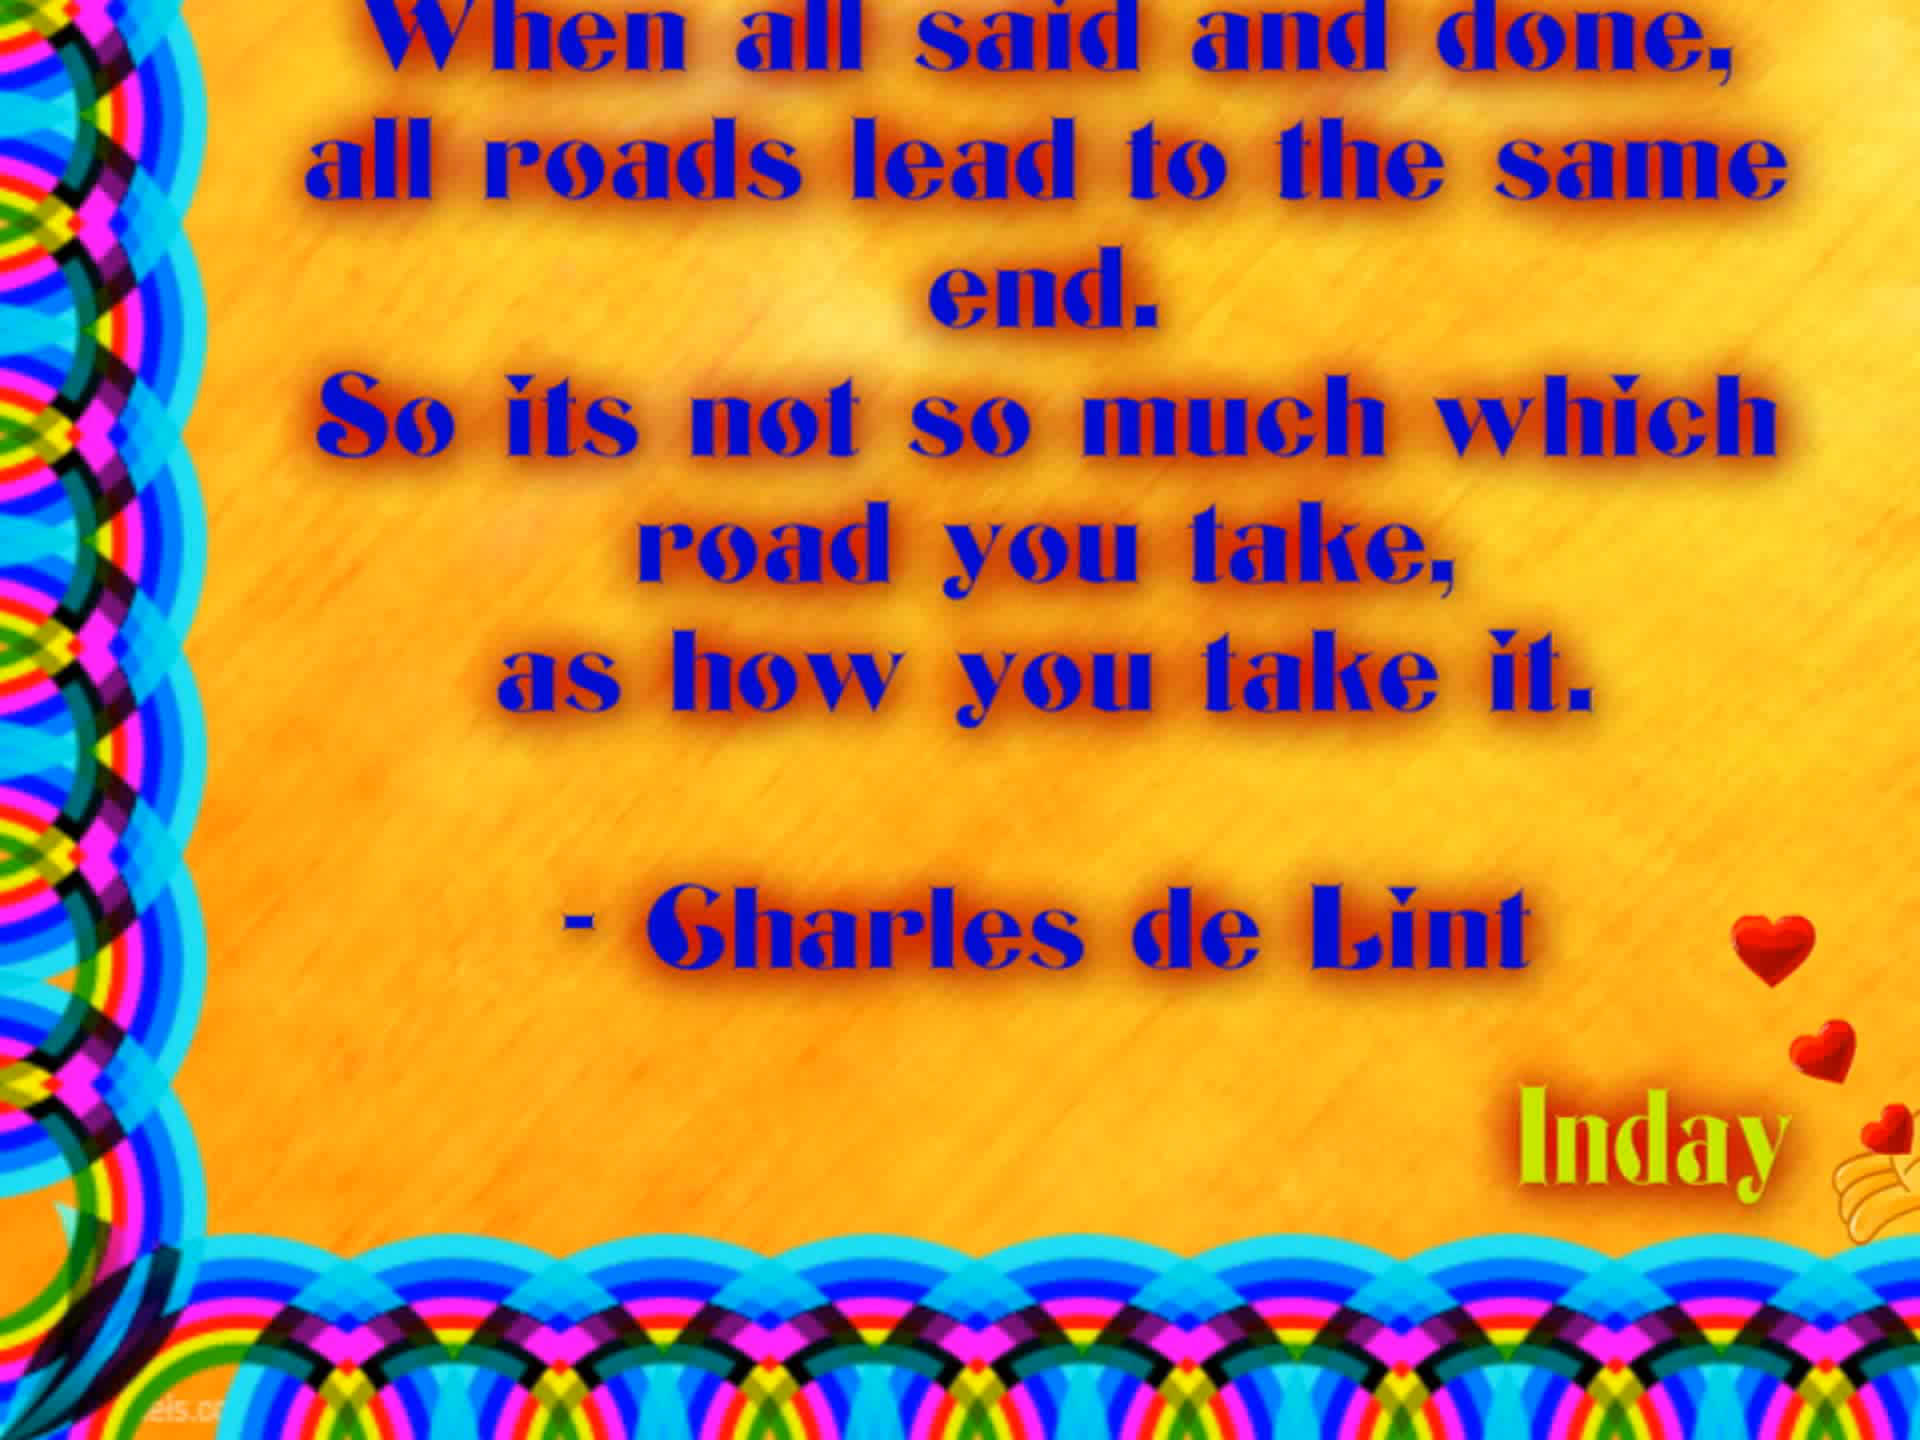 When all said and done,
all roads lead to the same
end.
So its not so much which
road you take,
as how you take it.
- Charles de Lint
Inday